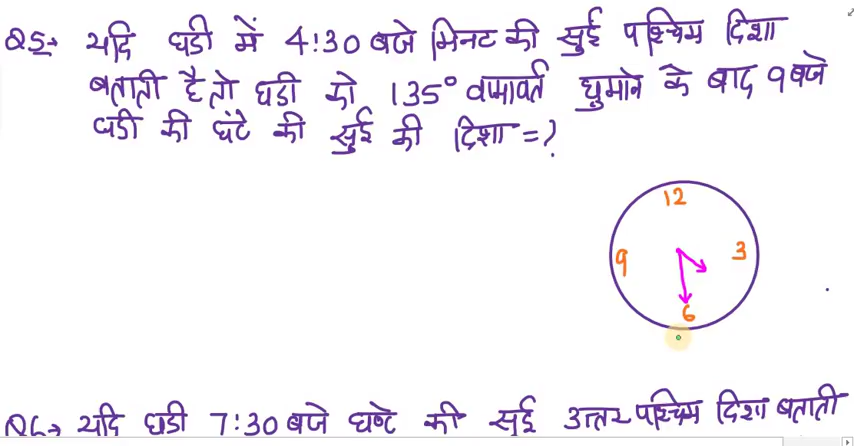 Q5→ यदि घडी में 4:30 बजे मिनट की सुई पश्चिम दिशा
बताती है, तो घडी को 135° वामावर्त घुमाने के बाद 9 बजे
घडी की घंटे की सुई की दिशा = ?
12
9 3
6
Q6→ यदि घडी 7:30 बजे घण्टे की सुई उत्तर पश्चिम दिशा बताती